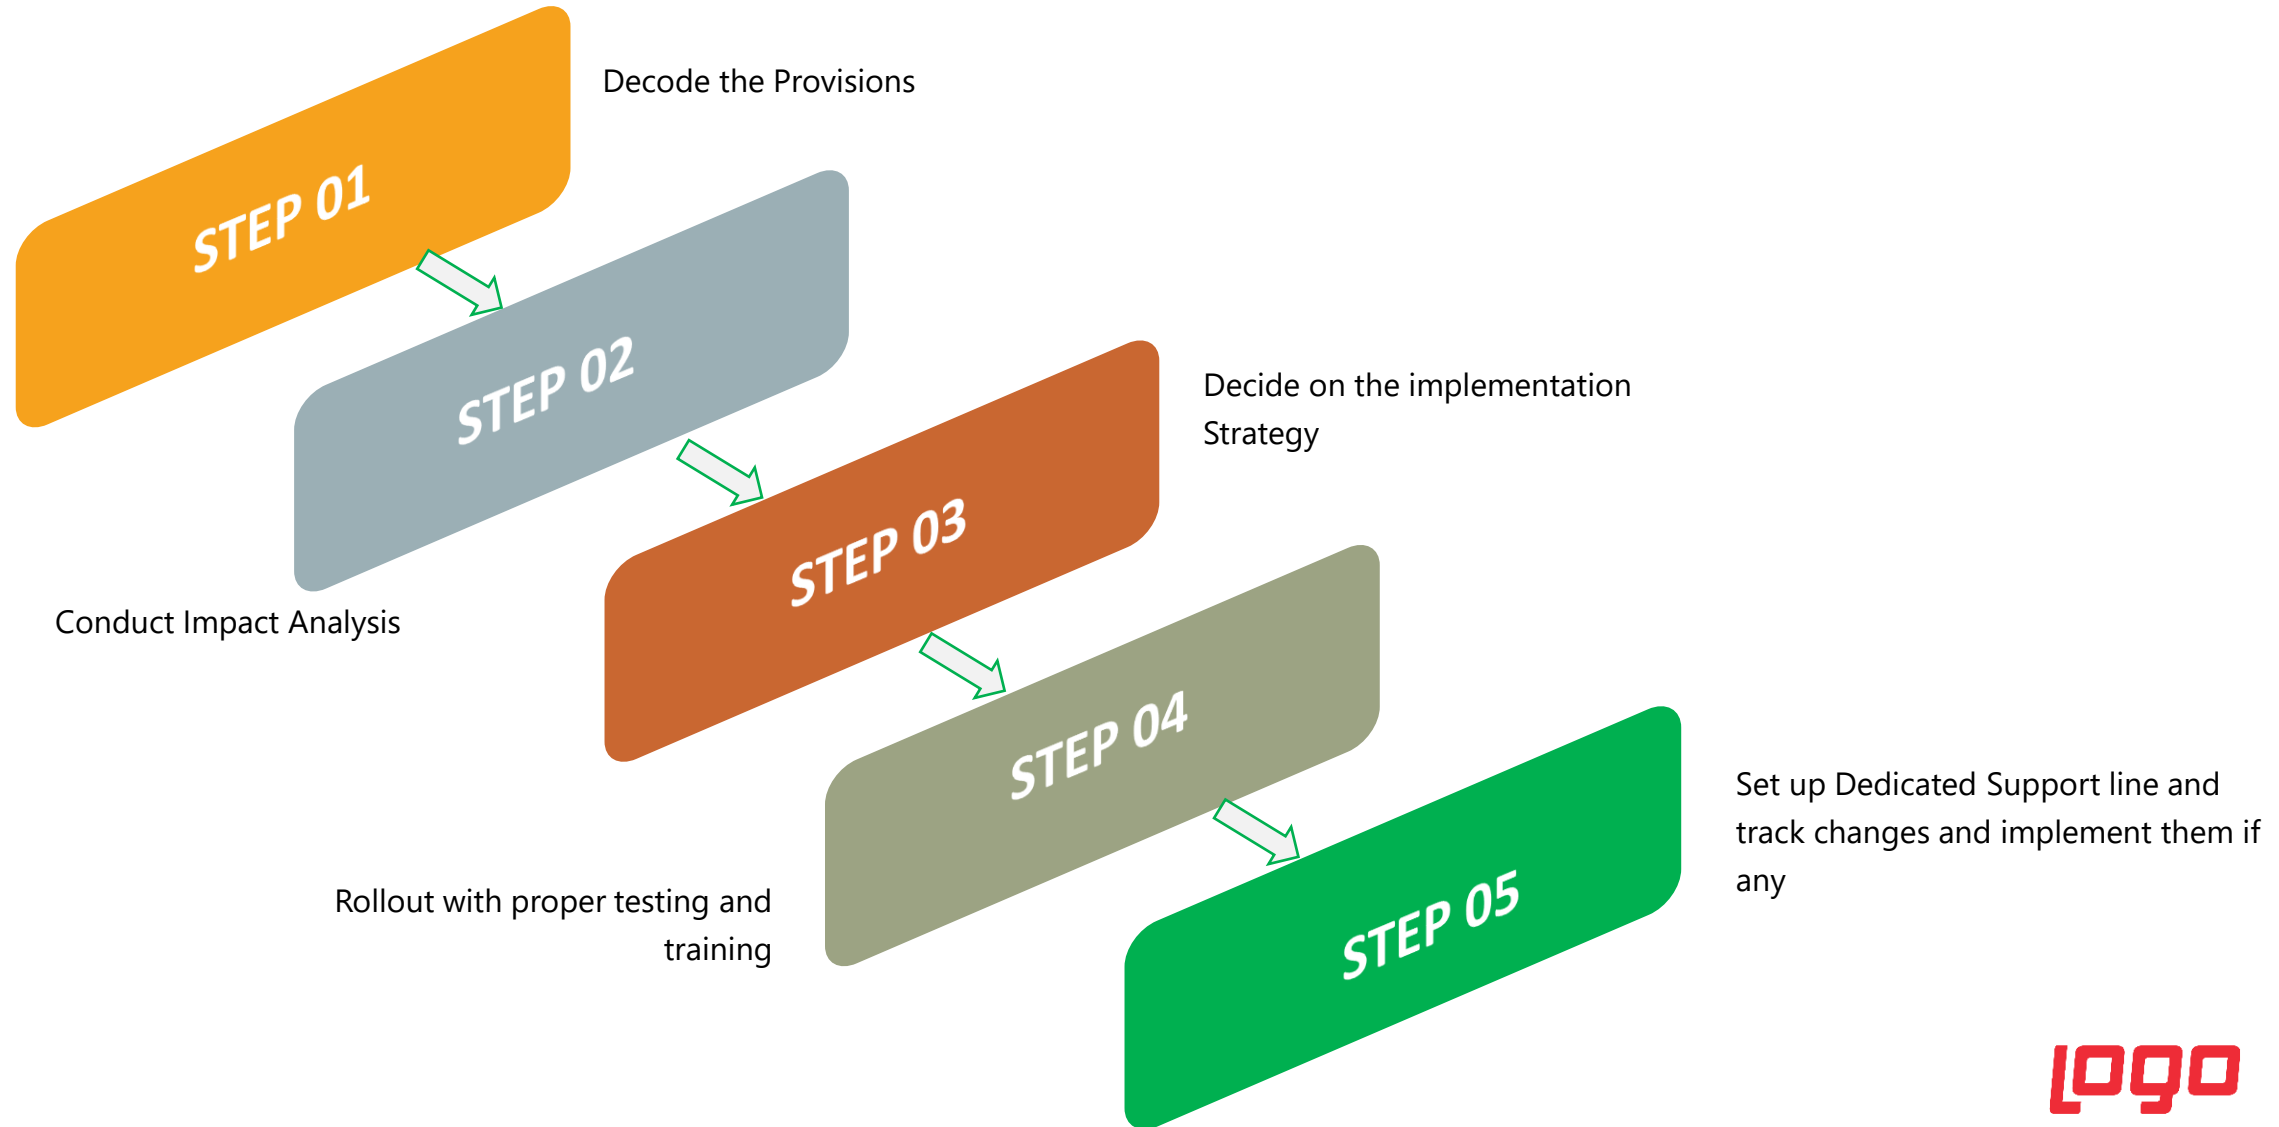 STEP 01
Decode the Provisions
STEP 02
Conduct Impact Analysis
STEP 03
Decide on the implementation
Strategy
STEP 04
Rollout with proper testing and
training
STEP 05
Set up Dedicated Support line and
track changes and implement them if
any
logo